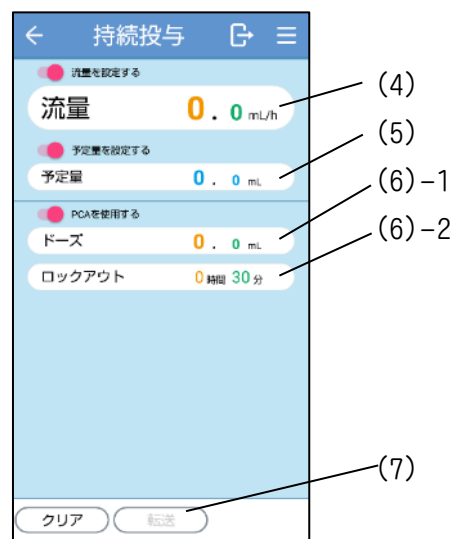 持続投与
流量を設定する
流量 0.0 mL/h
(4)
予定量を設定する
(5)
予定量 0.0 mL
PCAを使用する
(6)-1
ドーズ 0.0 mL
(6)-2
ロックアウト 0時間30分
(7)
クリア 転送